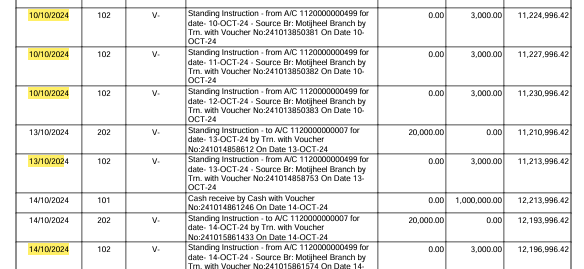 10/10/2024 102 V- Standing Instruction - from A/C 1120000000499 for 0.00 3,000.00 11,224,996.42
date- 10-OCT-24 - Source Br: Motijheel Branch by
Trn. with Voucher No:241013850381 On Date 10-
OCT-24
10/10/2024 102 V- Standing Instruction - from A/C 1120000000499 for 0.00 3,000.00 11,227,996.42
date- 11-OCT-24 - Source Br: Motijheel Branch by
Trn. with Voucher No:241013850382 On Date 10-
OCT-24
10/10/2024 102 V- Standing Instruction - from A/C 1120000000499 for 0.00 3,000.00 11,230,996.42
date- 12-OCT-24 - Source Br: Motijheel Branch by
Trn. with Voucher No:241013850383 On Date 10-
OCT-24
13/10/2024 202 V- Standing Instruction - to A/C 1120000000007 for 20,000.00 0.00 11,210,996.42
date- 13-OCT-24 by Trn. with Voucher
No:241014858612 On Date 13-OCT-24
13/10/2024 102 V- Standing Instruction - from A/C 1120000000499 for 0.00 3,000.00 11,213,996.42
date- 13-OCT-24 - Source Br: Motijheel Branch by
Trn. with Voucher No:241014858753 On Date 13-
OCT-24
14/10/2024 101 Cash receive by Cash with Voucher 0.00 1,000,000.00 12,213,996.42
No:241014861246 On Date 14-OCT-24
14/10/2024 202 V- Standing Instruction - to A/C 1120000000007 for 20,000.00 0.00 12,193,996.42
date- 14-OCT-24 by Trn. with Voucher
No:241015861433 On Date 14-OCT-24
14/10/2024 102 V- Standing Instruction - from A/C 1120000000499 for 0.00 3,000.00 12,196,996.42
date- 14-OCT-24 - Source Br: Motijheel Branch by
Trn. with Voucher No:241015861574 On Date 14-